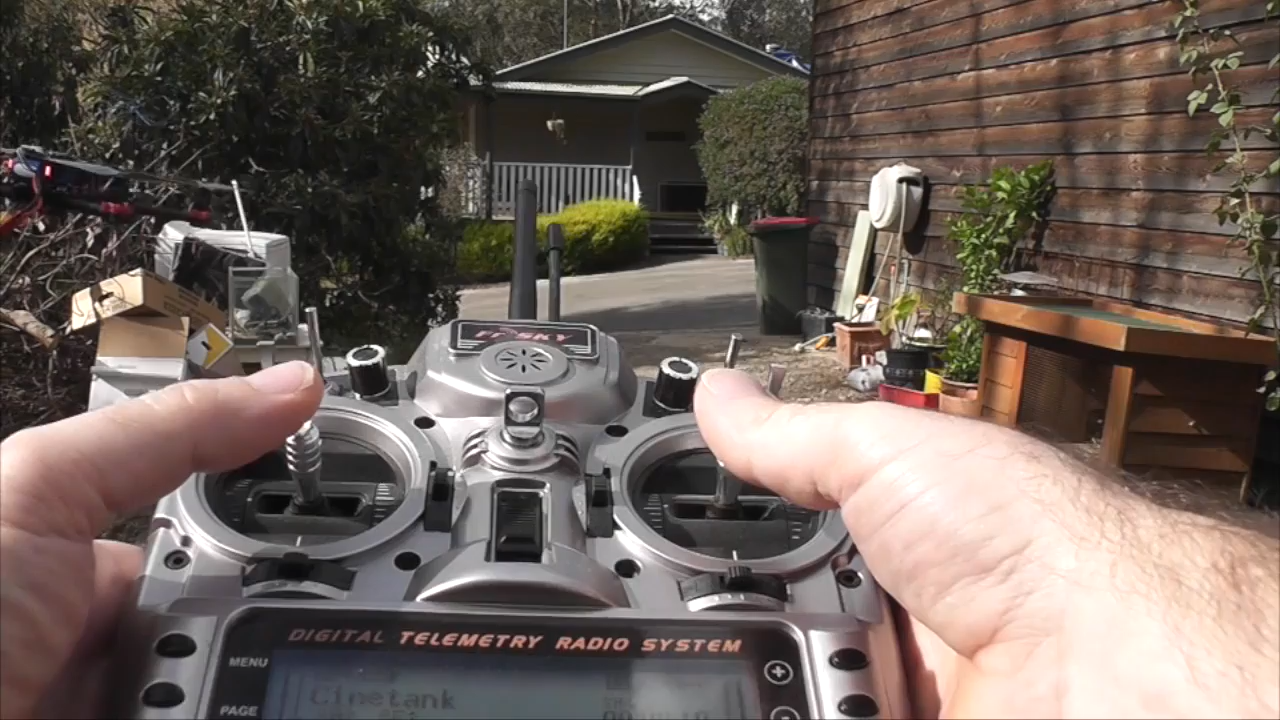 FrSKY
DIGITAL TELEMETRY RADIO SYSTEM
MENU
Cinetank
PAGE